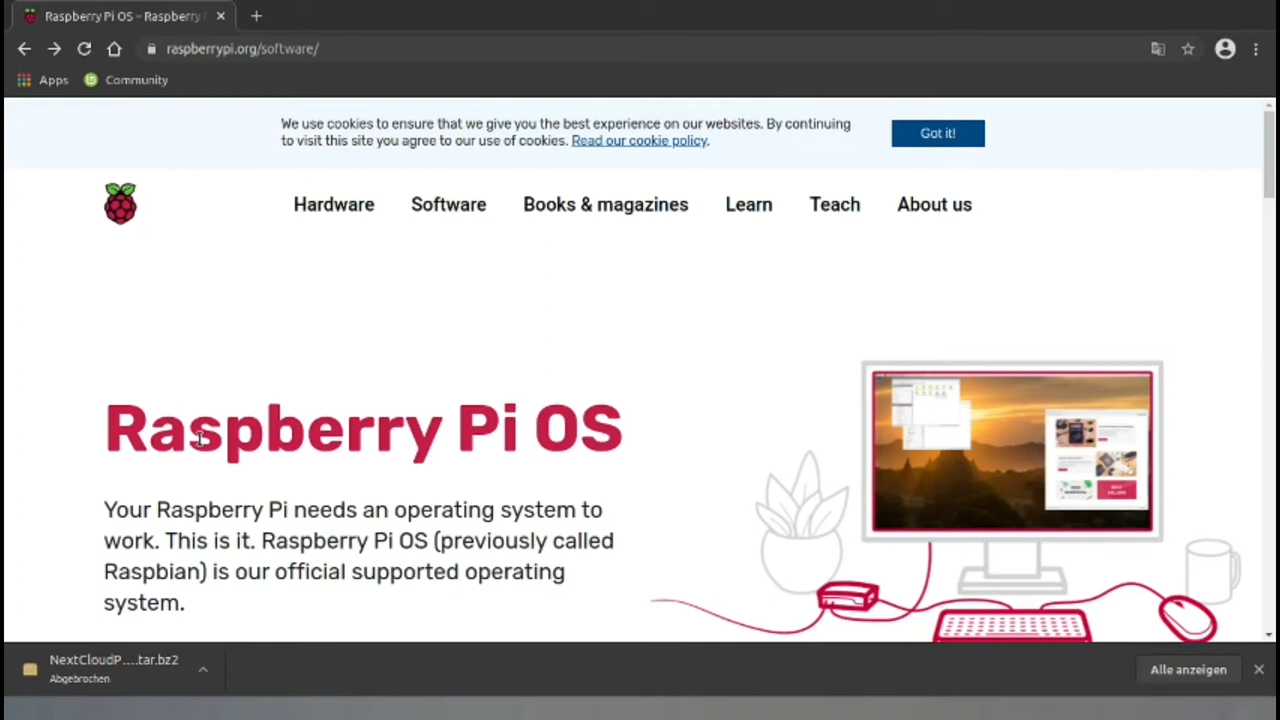 Raspberry Pi OS – Raspberry
raspberrypi.org/software/
Apps
Community
We use cookies to ensure that we give you the best experience on our websites. By continuing
to visit this site you agree to our use of cookies. Read our cookie policy.
Got it!
Hardware
Software
Books & magazines
Learn
Teach
About us
Raspberry Pi OS
Your Raspberry Pi needs an operating system to
work. This is it. Raspberry Pi OS (previously called
Raspbian) is our official supported operating
system.
NextCloudP....tar.bz2
Abgebrochen
Alle anzeigen